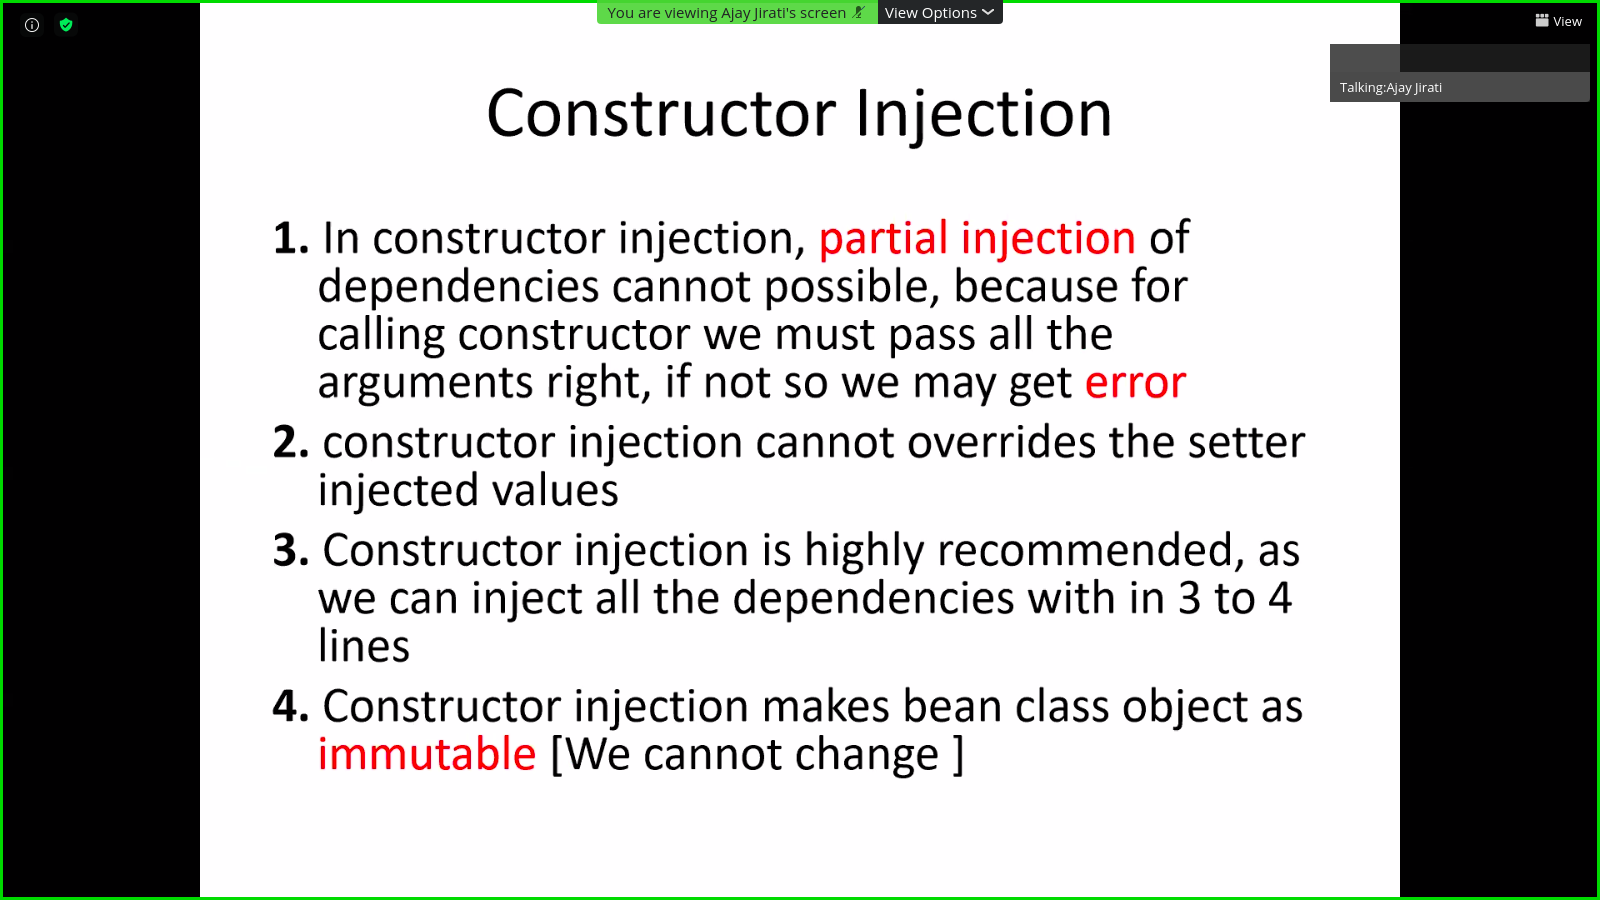 You are viewing Ajay Jirati's screen
View Options
View
Talking:Ajay Jirati
Constructor Injection
1. In constructor injection, partial injection of
dependencies cannot possible, because for
calling constructor we must pass all the
arguments right, if not so we may get error
2. constructor injection cannot overrides the setter
injected values
3. Constructor injection is highly recommended, as
we can inject all the dependencies with in 3 to 4
lines
4. Constructor injection makes bean class object as
immutable [We cannot change ]